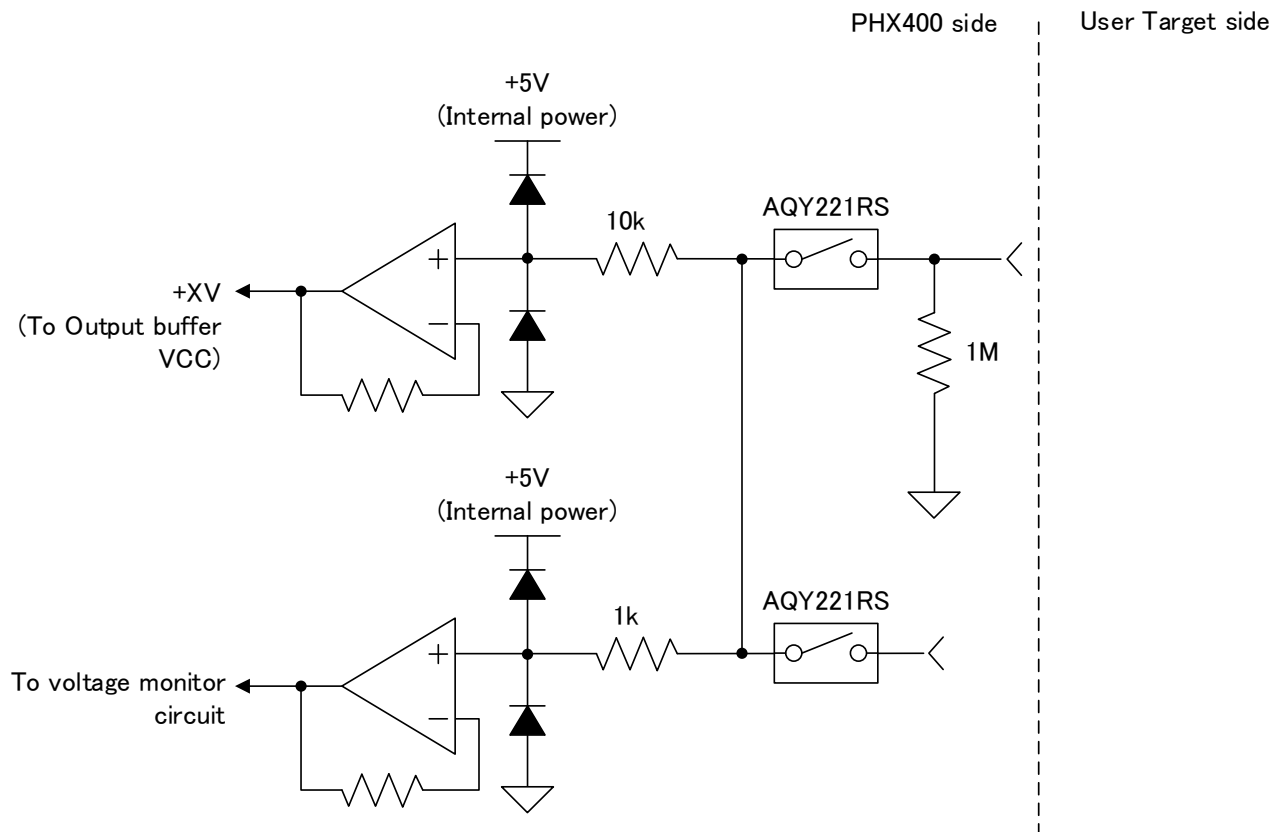 PHX400 side
User Target side
+5V
(Internal power)
10k
AQY221RS
+
−
+XV
(To Output buffer
VCC)
1M
+5V
(Internal power)
1k
AQY221RS
+
−
To voltage monitor
circuit